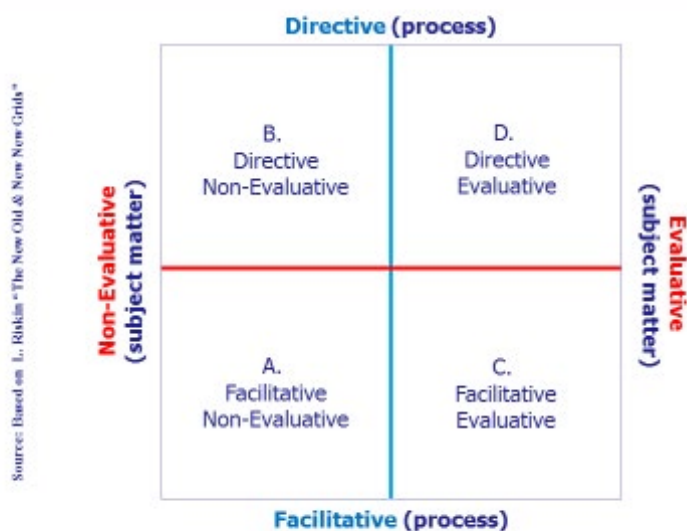 Directive (process)
B.
Directive
Non-Evaluative
D.
Directive
Evaluative
Non-Evaluative
(subject matter)
Evaluative
(subject matter)
A.
Facilitative
Non-Evaluative
C.
Facilitative
Evaluative
Facilitative (process)
Source: Based on L. Riskin "The New Old & New New Grids"